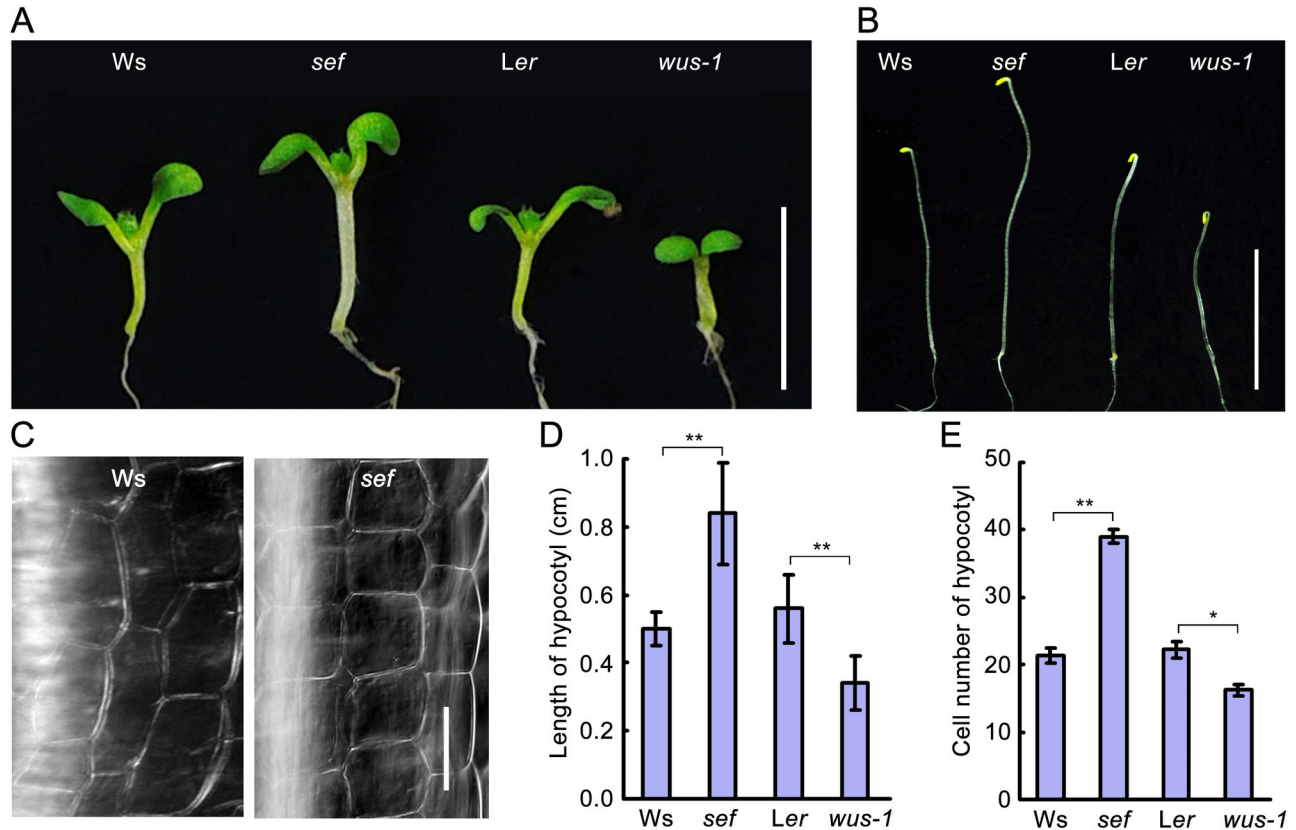 A
Ws sef Ler wus-1
B
Ws sef Ler wus-1
C
Ws sef
D
Length of hypocotyl (cm)
1.0
0.8
0.6
0.4
0.2
0.0
**
**
Ws sef Ler wus-1
E
Cell number of hypocotyl
50
40
30
20
10
0
**
*
Ws sef Ler wus-1